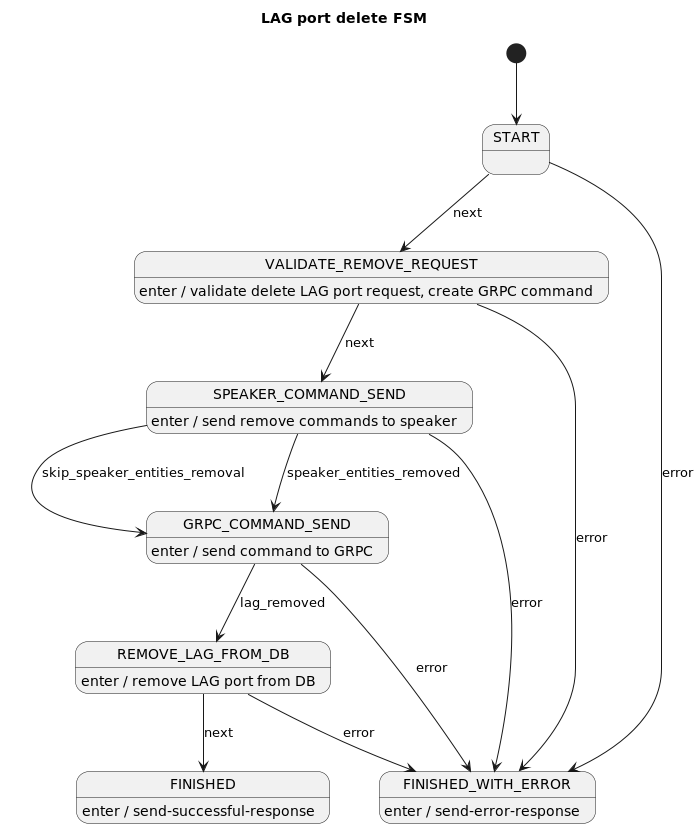 LAG port delete FSM
START
next
VALIDATE_REMOVE_REQUEST
enter / validate delete LAG port request, create GRPC command
next
SPEAKER_COMMAND_SEND
enter / send remove commands to speaker
skip_speaker_entities_removal
speaker_entities_removed
error
GRPC_COMMAND_SEND
enter / send command to GRPC
error
lag_removed
error
REMOVE_LAG_FROM_DB
enter / remove LAG port from DB
error
next
error
FINISHED
enter / send-successful-response
FINISHED_WITH_ERROR
enter / send-error-response